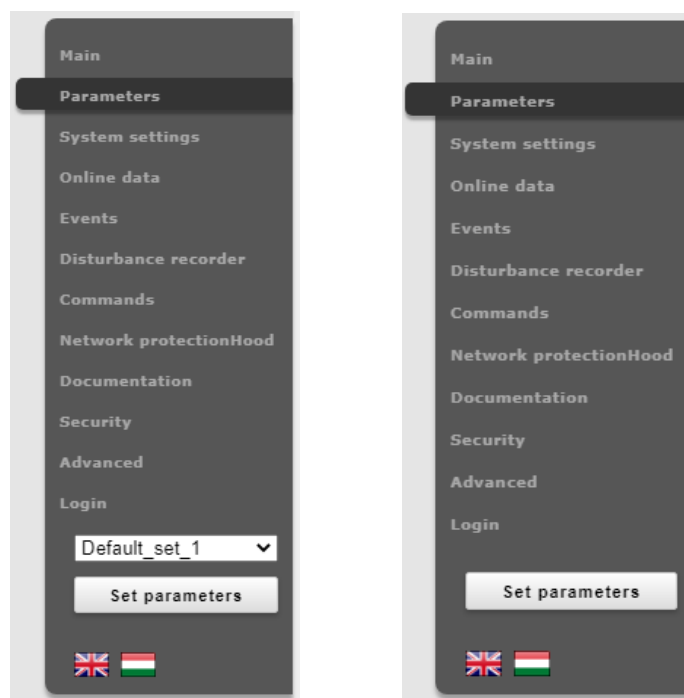 Main
Parameters
System settings
Online data
Events
Disturbance recorder
Commands
Network protectionHood
Documentation
Security
Advanced
Login
Default_set_1
Set parameters
Main
Parameters
System settings
Online data
Events
Disturbance recorder
Commands
Network protectionHood
Documentation
Security
Advanced
Login
Set parameters